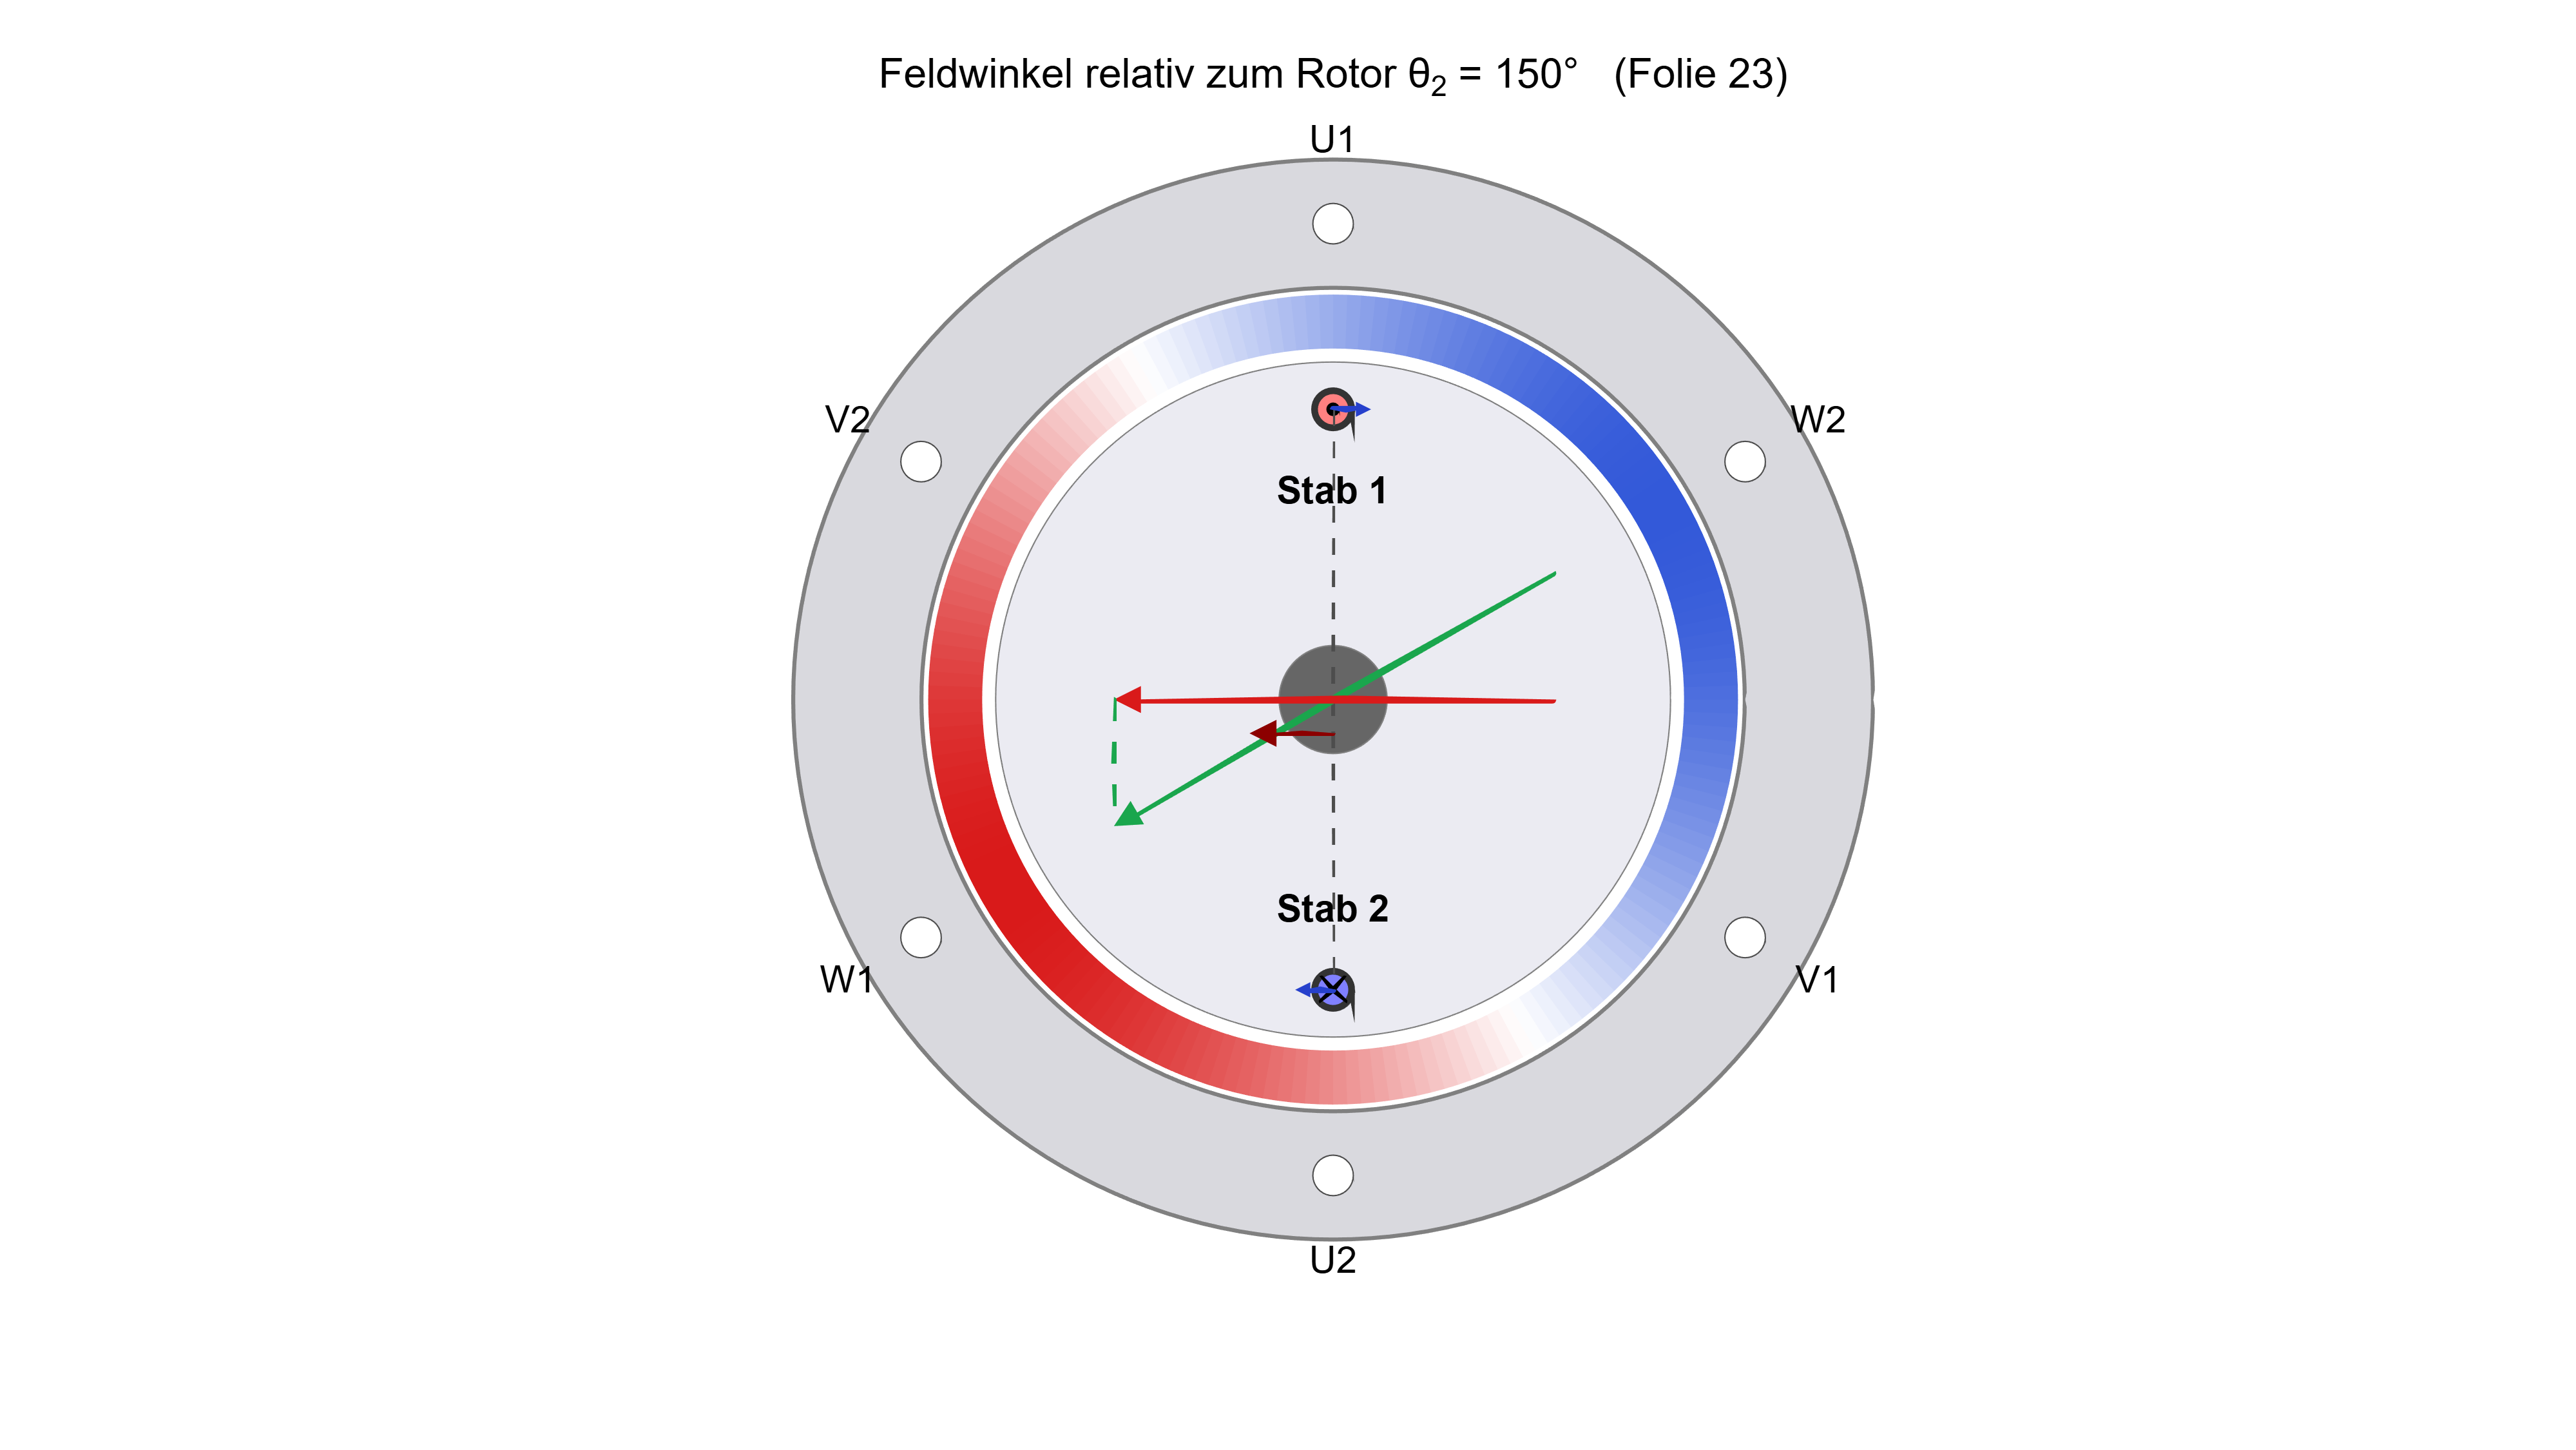 Feldwinkel relativ zum Rotor θ₂ = 150° (Folie 23)
U1
V2
W2
Stab 1
Stab 2
W1
V1
U2